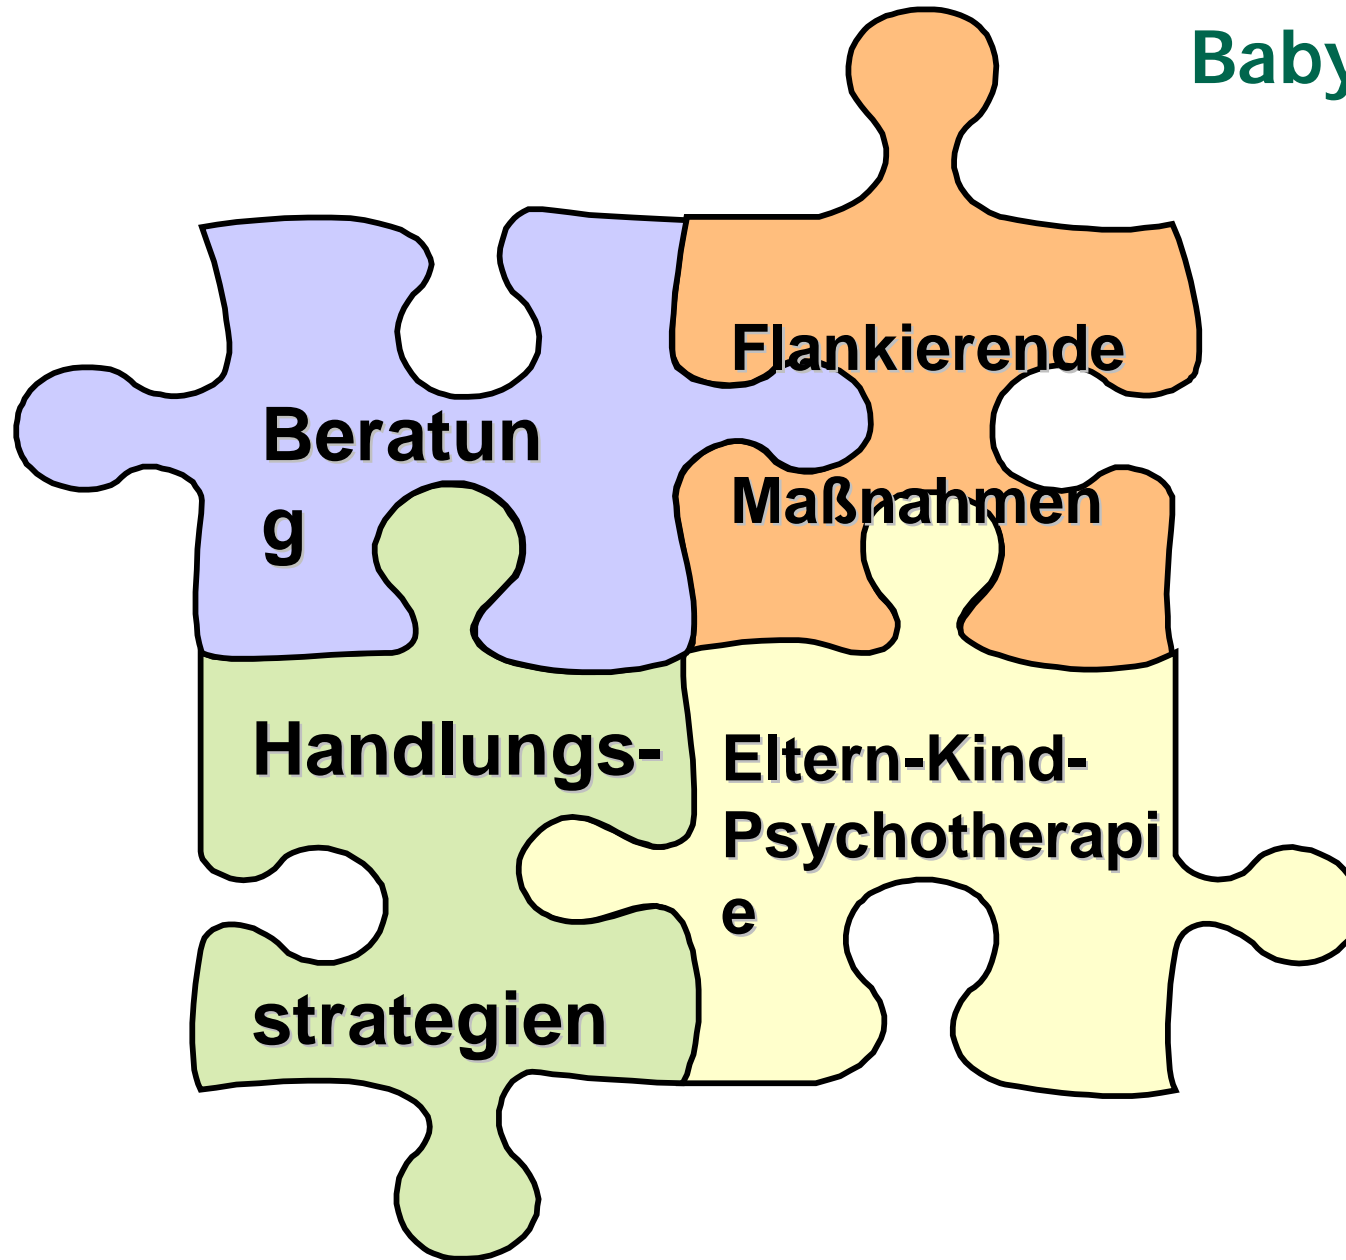 Baby
Beratun
g
Flankierende
Maßnahmen
Handlungs-
strategien
Eltern-Kind-
Psychotherapi
e